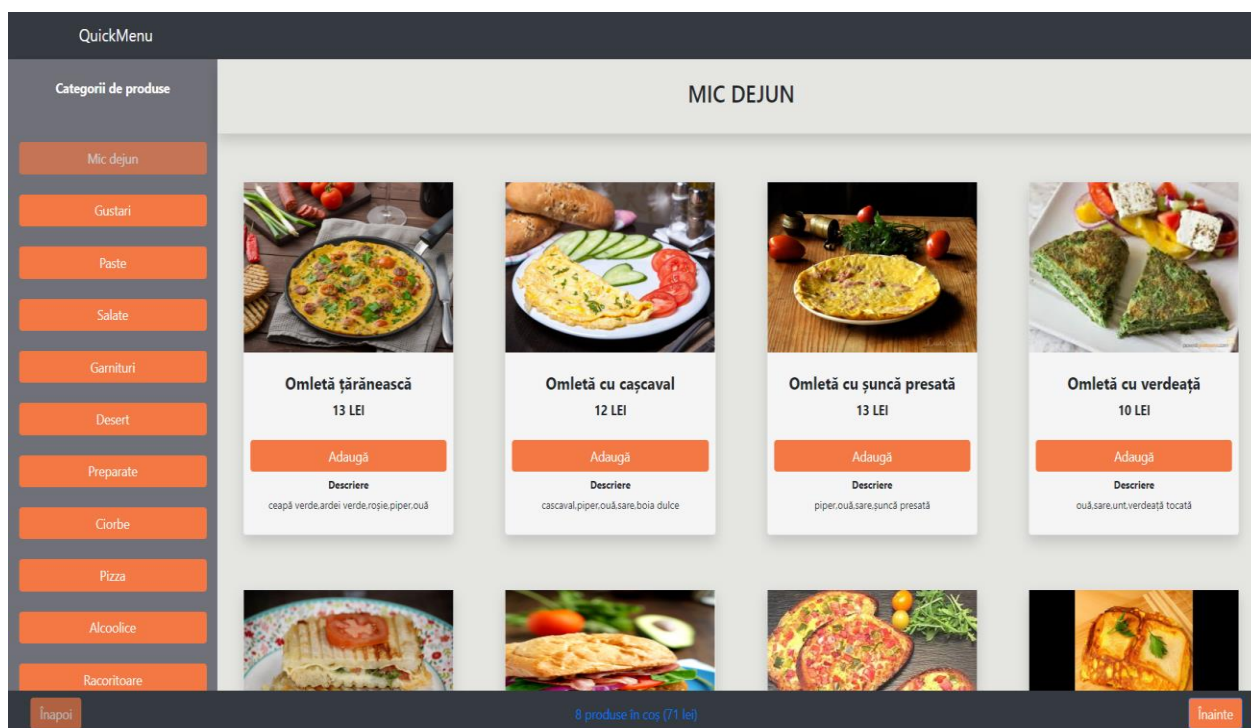 QuickMenu
Categorii de produse
MIC DEJUN
Mic dejun
Gustari
Paste
Salate
Garnituri
Desert
Preparate
Ciorbe
Pizza
Alcoolice
Racoritoare
Omletă țărănească
13 LEI
Adaugă
Descriere
ceapă verde,ardei verde,roșie,piper,ouă
Omletă cu cașcaval
12 LEI
Adaugă
Descriere
cascaval,piper,ouă,sare,boia dulce
Omletă cu șuncă presată
13 LEI
Adaugă
Descriere
piper,ouă,sare,șuncă presată
Omletă cu verdeață
10 LEI
Adaugă
Descriere
ouă,sare,unt,verdeață tocată
Înapoi
8 produse în coș (71 lei)
Înainte